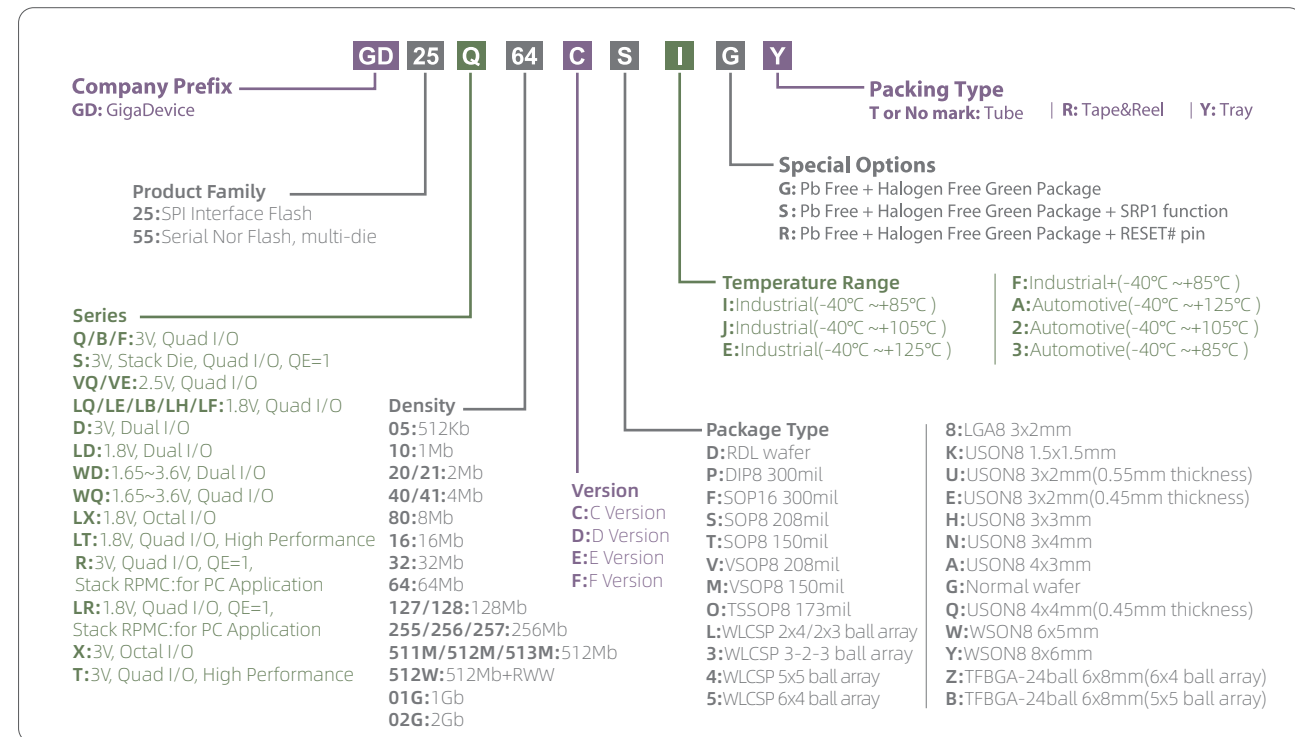 GD 25 Q 64 C S I G Y
Company Prefix
GD: GigaDevice
Packing Type
T or No mark: Tube | R: Tape&Reel | Y: Tray
Special Options
G: Pb Free + Halogen Free Green Package
S: Pb Free + Halogen Free Green Package + SRP1 function
R: Pb Free + Halogen Free Green Package + RESET# pin
Product Family
25:SPI Interface Flash
55:Serial Nor Flash, multi-die
Temperature Range
I:Industrial(-40℃ ~+85℃ )
J:Industrial(-40℃ ~+105℃ )
E:Industrial(-40℃ ~+125℃ )
F:Industrial+(-40℃ ~+85℃ )
A:Automotive(-40℃ ~+125℃ )
2:Automotive(-40℃ ~+105℃ )
3:Automotive(-40℃ ~+85℃ )
Series
Q/B/F:3V, Quad I/O
S:3V, Stack Die, Quad I/O, QE=1
VQ/VE:2.5V, Quad I/O
LQ/LE/LB/LH/LF:1.8V, Quad I/O
D:3V, Dual I/O
LD:1.8V, Dual I/O
WD:1.65~3.6V, Dual I/O
WQ:1.65~3.6V, Quad I/O
LX:1.8V, Octal I/O
LT:1.8V, Quad I/O, High Performance
R:3V, Quad I/O, QE=1,
Stack RPMC:for PC Application
LR:1.8V, Quad I/O, QE=1,
Stack RPMC:for PC Application
X:3V, Octal I/O
T:3V, Quad I/O, High Performance
Density
05:512Kb
10:1Mb
20/21:2Mb
40/41:4Mb
80:8Mb
16:16Mb
32:32Mb
64:64Mb
127/128:128Mb
255/256/257:256Mb
511M/512M/513M:512Mb
512W:512Mb+RWW
01G:1Gb
02G:2Gb
Version
C:C Version
D:D Version
E:E Version
F:F Version
Package Type
D:RDL wafer
P:DIP8 300mil
F:SOP16 300mil
S:SOP8 208mil
T:SOP8 150mil
V:VSOP8 208mil
M:VSOP8 150mil
O:TSSOP8 173mil
L:WLCSP 2x4/2x3 ball array
3:WLCSP 3-2-3 ball array
4:WLCSP 5x5 ball array
5:WLCSP 6x4 ball array
8:LGA8 3x2mm
K:USON8 1.5x1.5mm
U:USON8 3x2mm(0.55mm thickness)
E:USON8 3x2mm(0.45mm thickness)
H:USON8 3x3mm
N:USON8 3x4mm
A:USON8 4x3mm
G:Normal wafer
Q:USON8 4x4mm(0.45mm thickness)
W:WSON8 6x5mm
Y:WSON8 8x6mm
Z:TFBGA-24ball 6x8mm(6x4 ball array)
B:TFBGA-24ball 6x8mm(5x5 ball array)